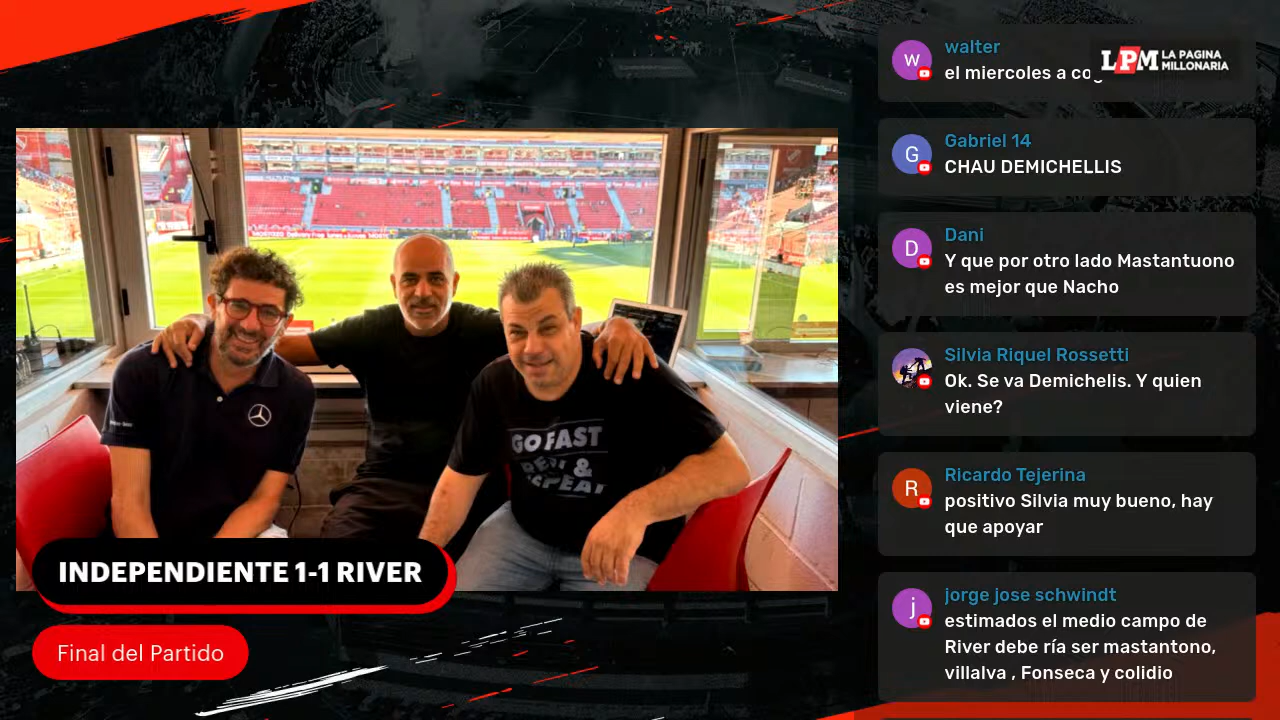 walter
el miercoles a
LPM LA PAGINA
MILLONARIA
Gabriel 14
CHAU DEMICHELLIS
Dani
Y que por otro lado Mastantuono
es mejor que Nacho
Silvia Riquel Rossetti
Ok. Se va Demichelis. Y quien
viene?
Ricardo Tejerina
positivo Silvia muy bueno, hay
que apoyar
jorge jose schwindt
estimados el medio campo de
River debe ría ser mastantono,
villalva , Fonseca y colidio
GO FAST
&
INDEPENDIENTE 1-1 RIVER
Final del Partido
W
G
D
R
j